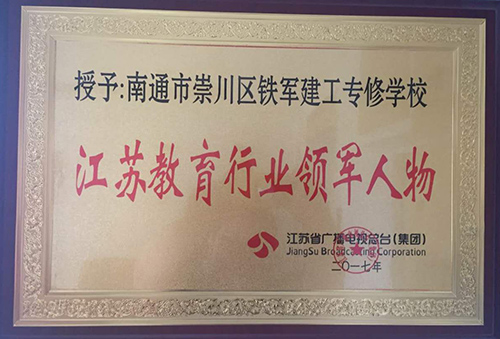 授予:南通市崇川区铁军建工专修学校
江苏教育行业领军人物
江苏省广播电视总台(集团)
JiangSu Broadcasting Corporation
二〇一七年